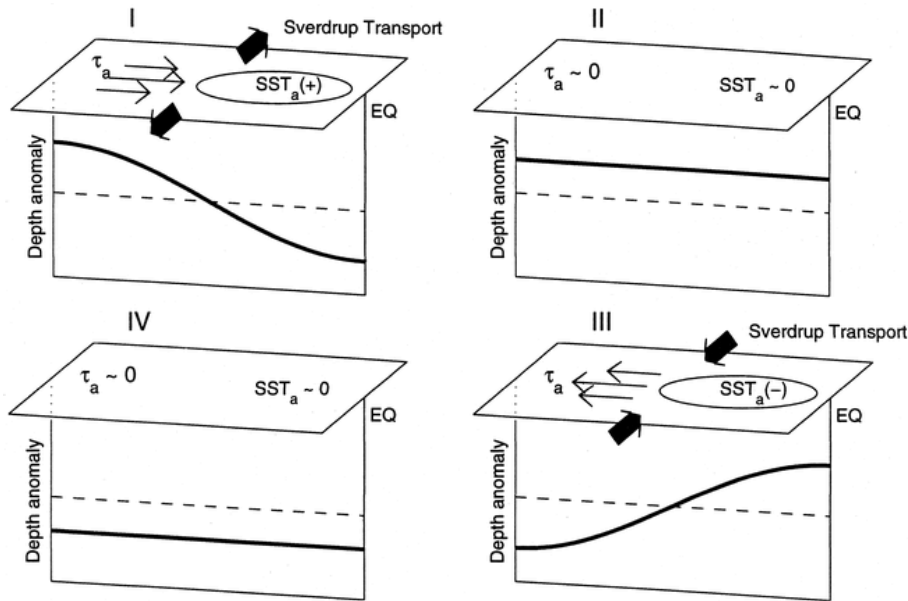 I
Sverdrup Transport
τa
SSTa(+)
EQ
Depth anomaly
II
τa ~ 0
SSTa ~ 0
EQ
Depth anomaly
IV
τa ~ 0
SSTa ~ 0
EQ
Depth anomaly
III
Sverdrup Transport
τa
SSTa(−)
EQ
Depth anomaly